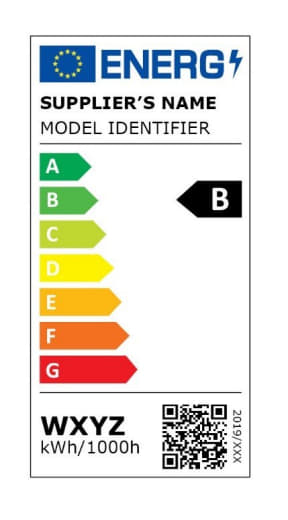 ENERG
SUPPLIER'S NAME
MODEL IDENTIFIER
A
B
B
C
D
E
F
G
WXYZ
kWh/1000h
2019/XXX